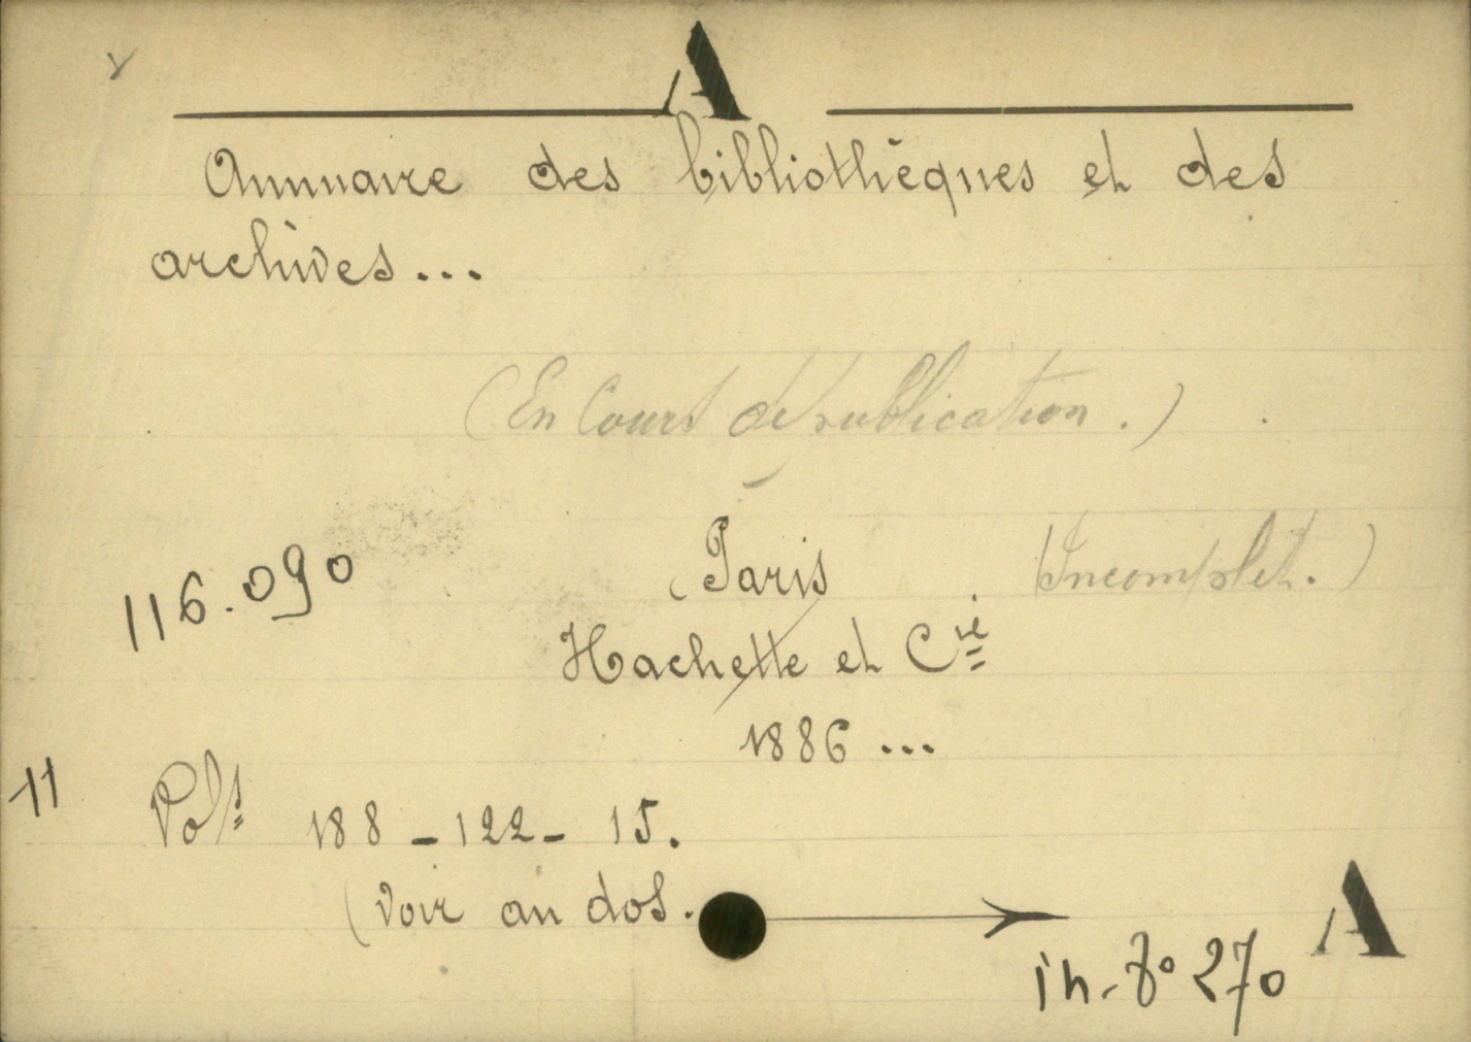 A
Annuaire des bibliothèques et des
archives...
(En Cours de publication.)
116.090
Paris
(Incomplet.)
Hachette et Cie
1886 ...
11 Vols 188 - 122 - 15.
(voir au dos.
in-8° 270 A